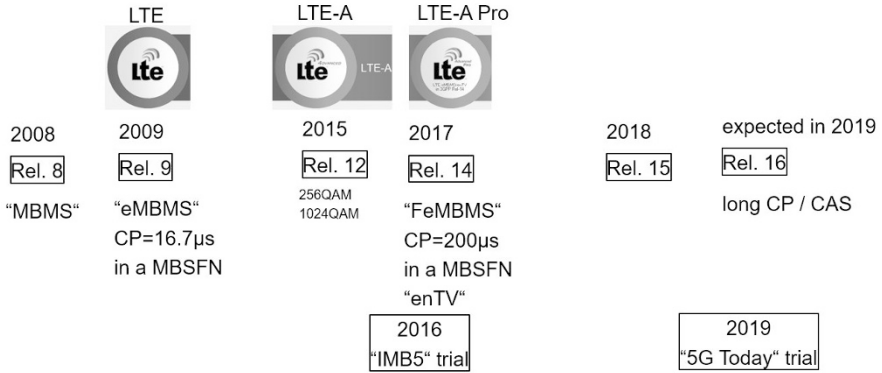 LTE
LTE-A
LTE-A Pro
Lte
Lte
LTE-A
Lte
2008
Rel. 8
"MBMS“
2009
Rel. 9
“eMBMS“
CP=16.7µs
in a MBSFN
2015
Rel. 12
256QAM
1024QAM
2017
Rel. 14
“FeMBMS“
CP=200µs
in a MBSFN
“enTV“
2016
“IMB5“ trial
2018
Rel. 15
expected in 2019
Rel. 16
long CP / CAS
2019
“5G Today“ trial